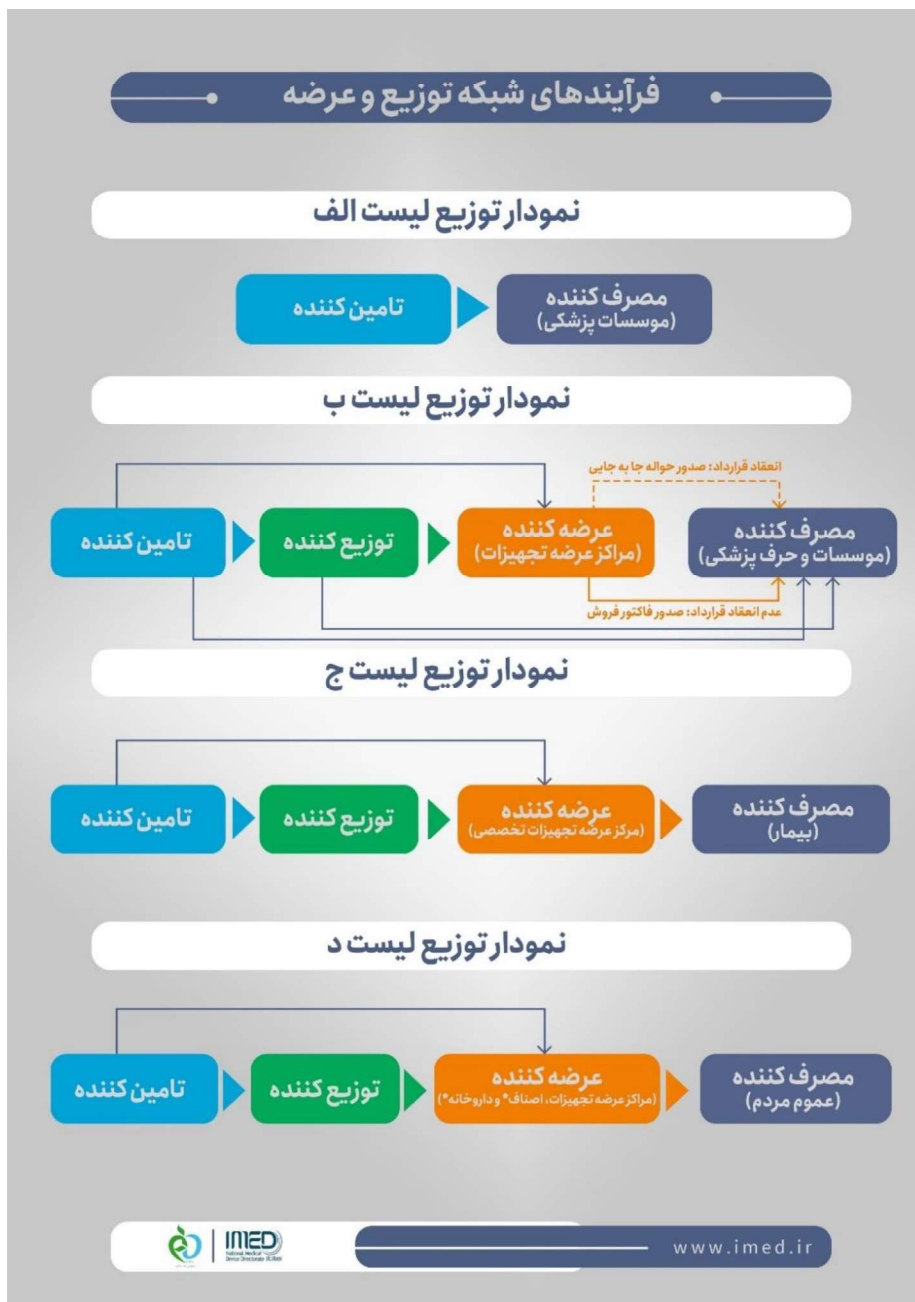 فرآیندهای شبکه توزیع و عرضه
نمودار توزیع لیست الف
تامین کننده
مصرف کننده
(موسسات پزشکی)
نمودار توزیع لیست ب
انعقاد قرارداد: صدور حواله جا به جایی
تامین کننده
توزیع کننده
عرضه کننده
(مراکز عرضه تجهیزات)
مصرف کننده
(موسسات و حرف پزشکی)
عدم انعقاد قرارداد: صدور فاکتور فروش
نمودار توزیع لیست ج
تامین کننده
توزیع کننده
عرضه کننده
(مرکز عرضه تجهیزات تخصصی)
مصرف کننده
(بیمار)
نمودار توزیع لیست د
تامین کننده
توزیع کننده
عرضه کننده
(مراکز عرضه تجهیزات، اصناف* و داروخانه*)
مصرف کننده
(عموم مردم)
IMED
National Medical
www.imed.ir